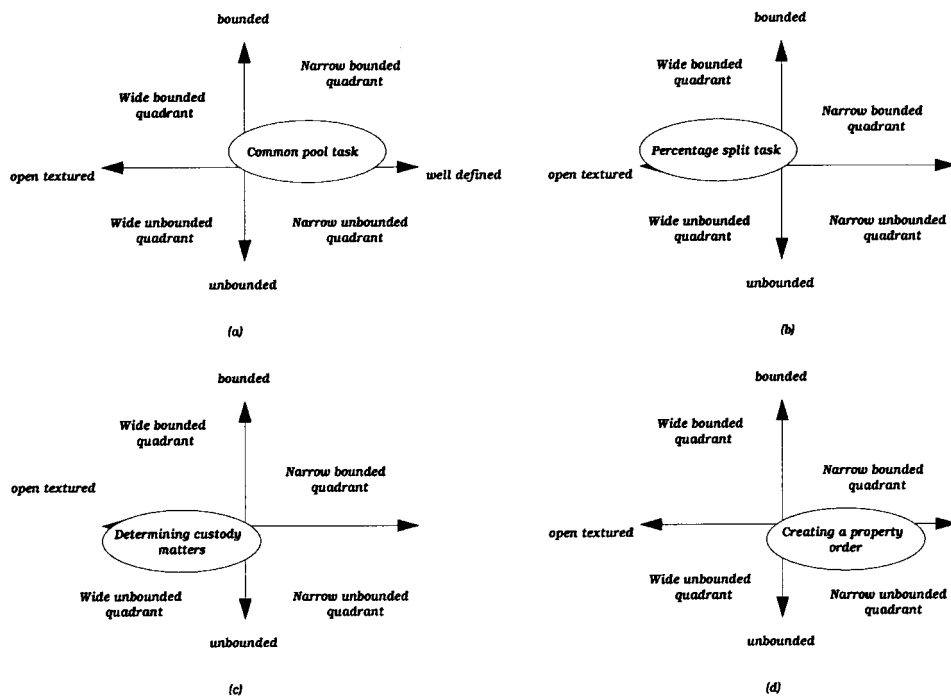 bounded
Narrow bounded
quadrant
Wide bounded
quadrant
Common pool task
open textured
well defined
Wide unbounded
quadrant
Narrow unbounded
quadrant
unbounded
(a)
bounded
Wide bounded
quadrant
Narrow bounded
quadrant
Percentage split task
open textured
Wide unbounded
quadrant
Narrow unbounded
quadrant
unbounded
(b)
bounded
Wide bounded
quadrant
Narrow bounded
quadrant
open textured
Determining custody
matters
Wide unbounded
quadrant
Narrow unbounded
quadrant
unbounded
(c)
bounded
Wide bounded
quadrant
Narrow bounded
quadrant
open textured
Creating a property
order
Wide unbounded
quadrant
Narrow unbounded
quadrant
unbounded
(d)